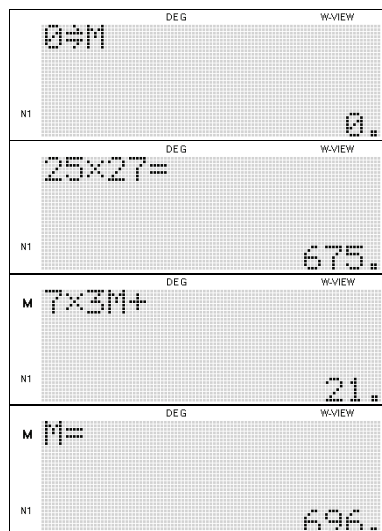 DEG W-VIEW
0⇒M
N1 0.
DEG W-VIEW
25×27=
N1 675.
DEG W-VIEW
M 7×3M+
N1 21.
DEG W-VIEW
M M=
N1 696.